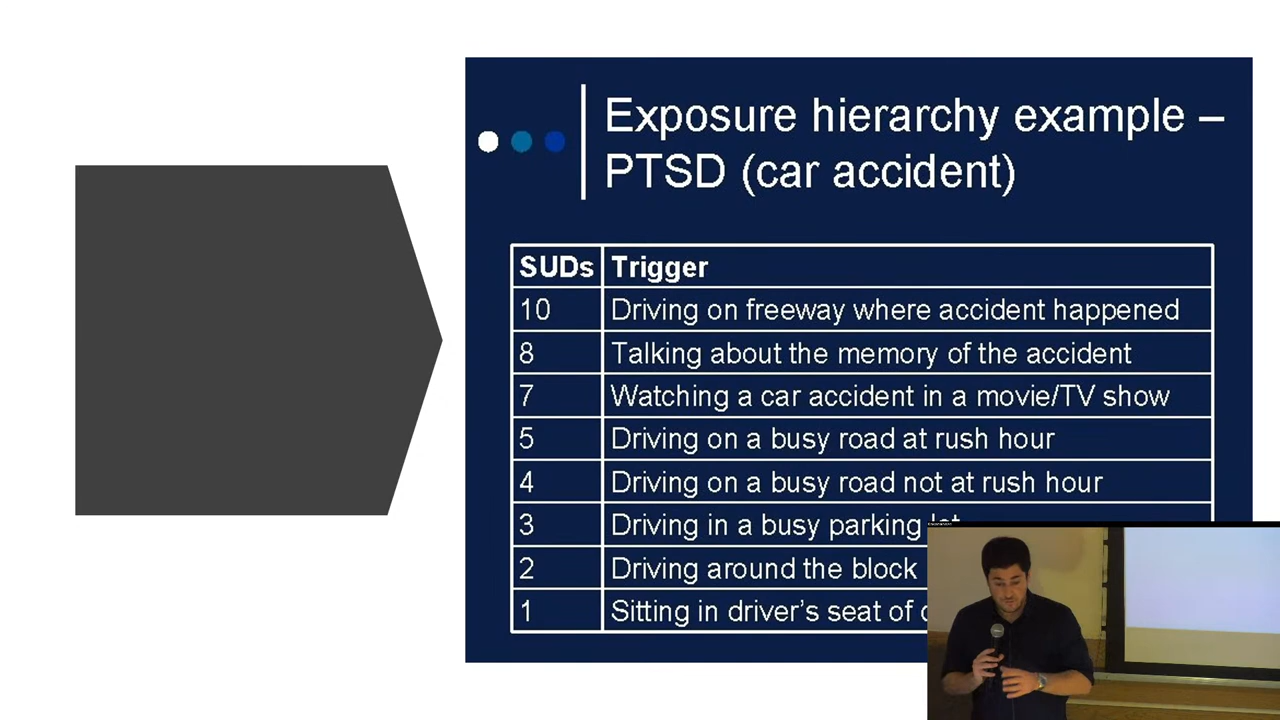 Exposure hierarchy example –
PTSD (car accident)
SUDs Trigger
10 Driving on freeway where accident happened
8 Talking about the memory of the accident
7 Watching a car accident in a movie/TV show
5 Driving on a busy road at rush hour
4 Driving on a busy road not at rush hour
3 Driving in a busy parking lot
2 Driving around the block
1 Sitting in driver’s seat of